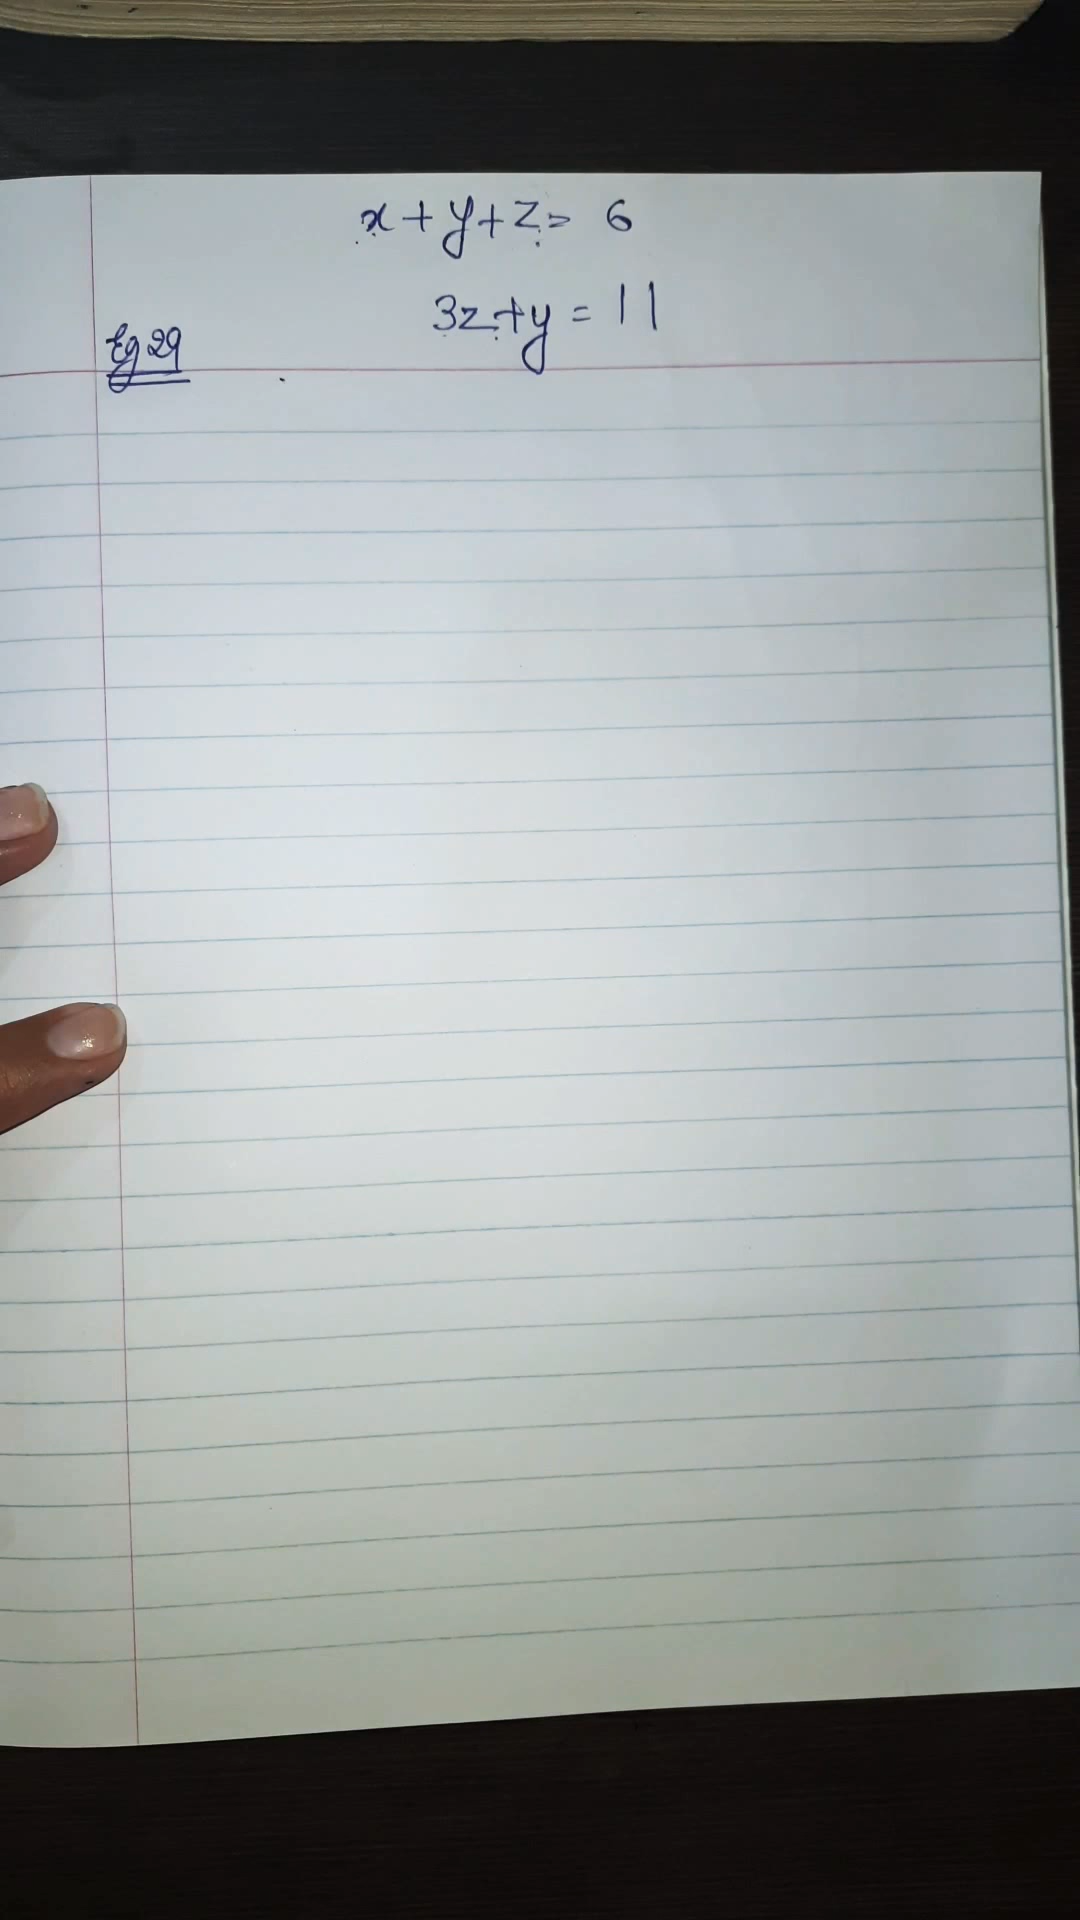 x + y + z = 6
3z + y = 11
Eg 29